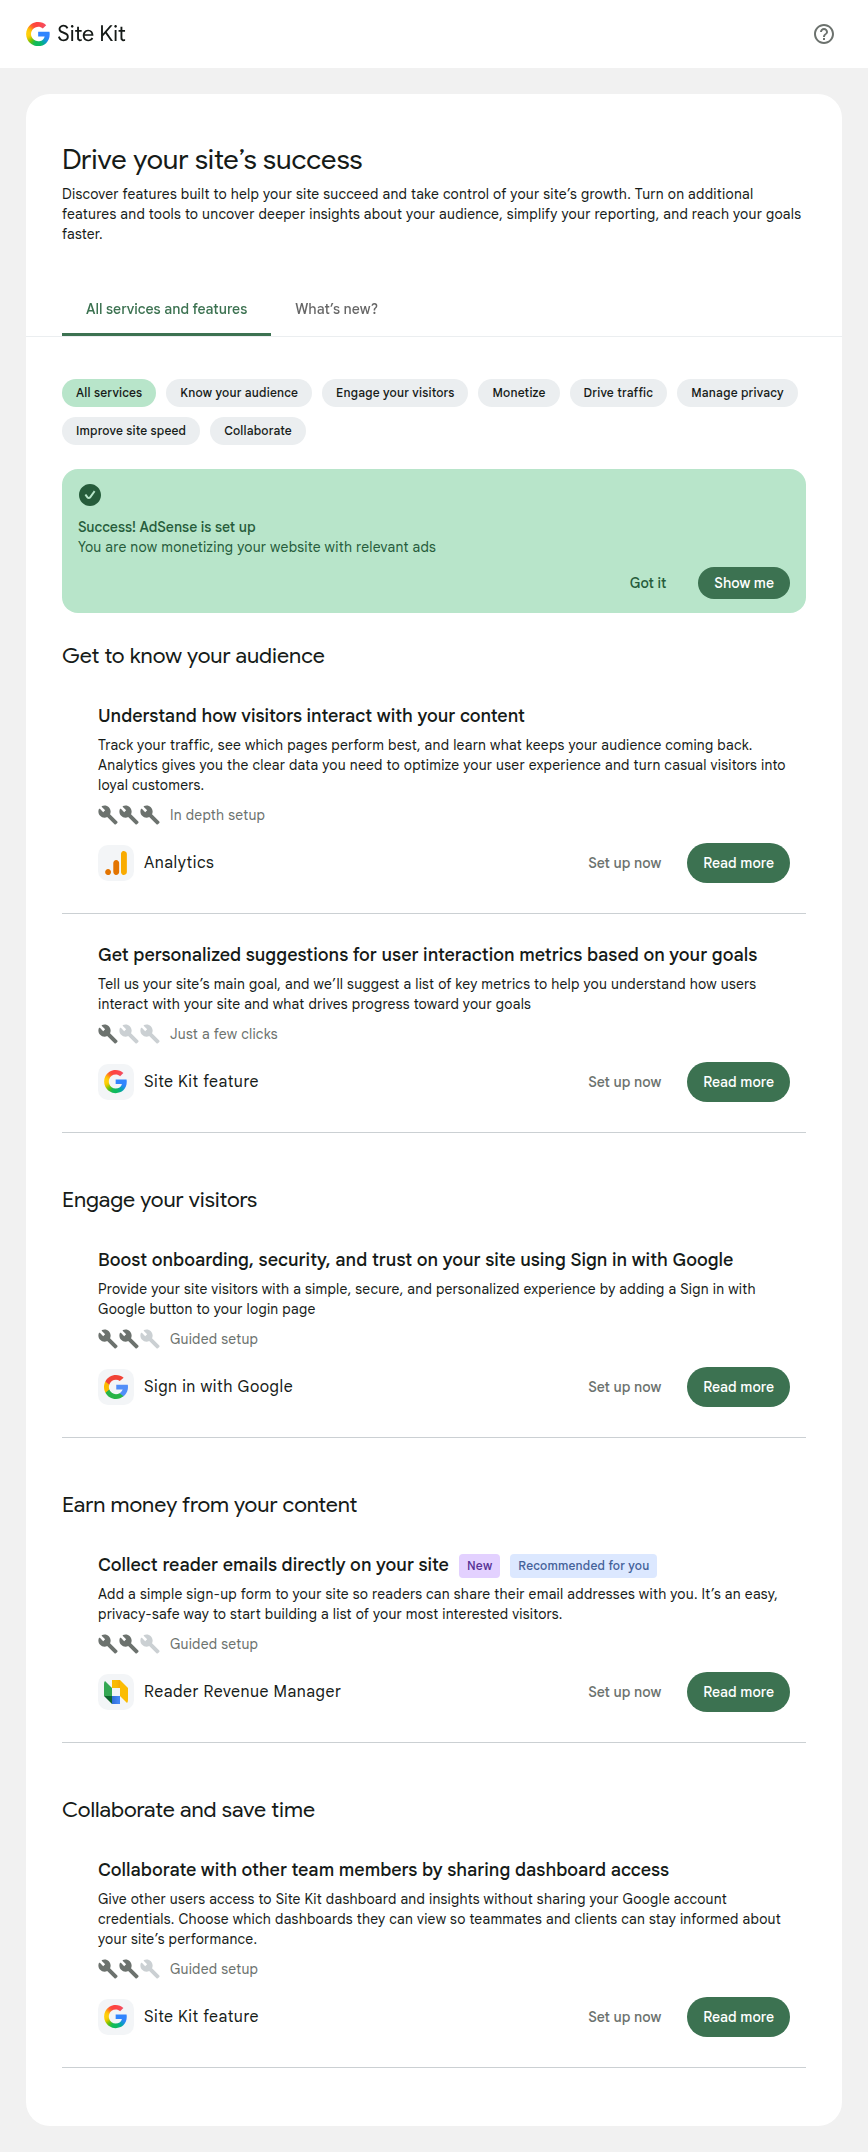 Site Kit
Drive your site’s success
Discover features built to help your site succeed and take control of your site’s growth. Turn on additional
features and tools to uncover deeper insights about your audience, simplify your reporting, and reach your goals
faster.
All services and features
What’s new?
All services
Know your audience
Engage your visitors
Monetize
Drive traffic
Manage privacy
Improve site speed
Collaborate
Success! AdSense is set up
You are now monetizing your website with relevant ads
Got it
Show me
Get to know your audience
Understand how visitors interact with your content
Track your traffic, see which pages perform best, and learn what keeps your audience coming back.
Analytics gives you the clear data you need to optimize your user experience and turn casual visitors into
loyal customers.
In depth setup
Analytics
Set up now
Read more
Get personalized suggestions for user interaction metrics based on your goals
Tell us your site’s main goal, and we’ll suggest a list of key metrics to help you understand how users
interact with your site and what drives progress toward your goals
Just a few clicks
Site Kit feature
Set up now
Read more
Engage your visitors
Boost onboarding, security, and trust on your site using Sign in with Google
Provide your site visitors with a simple, secure, and personalized experience by adding a Sign in with
Google button to your login page
Guided setup
Sign in with Google
Set up now
Read more
Earn money from your content
Collect reader emails directly on your site
New
Recommended for you
Add a simple sign-up form to your site so readers can share their email addresses with you. It’s an easy,
privacy-safe way to start building a list of your most interested visitors.
Guided setup
Reader Revenue Manager
Set up now
Read more
Collaborate and save time
Collaborate with other team members by sharing dashboard access
Give other users access to Site Kit dashboard and insights without sharing your Google account
credentials. Choose which dashboards they can view so teammates and clients can stay informed about
your site’s performance.
Guided setup
Site Kit feature
Set up now
Read more